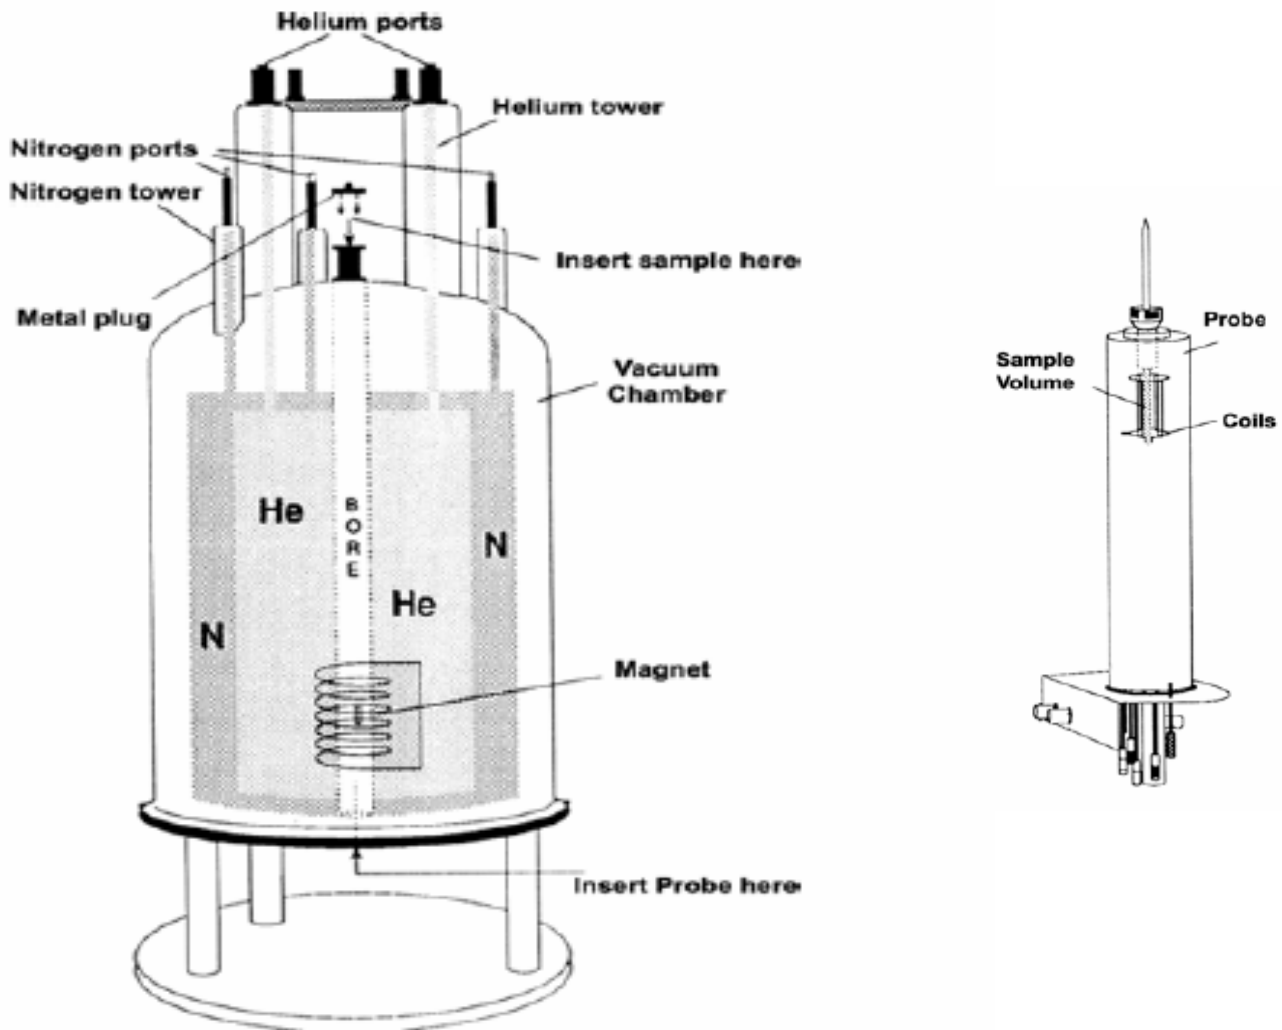 Helium ports
Helium tower
Nitrogen ports
Nitrogen tower
Insert sample here
Metal plug
Vacuum
Chamber
He
BORE
N
He
N
Magnet
Insert Probe here
Probe
Sample
Volume
Coils